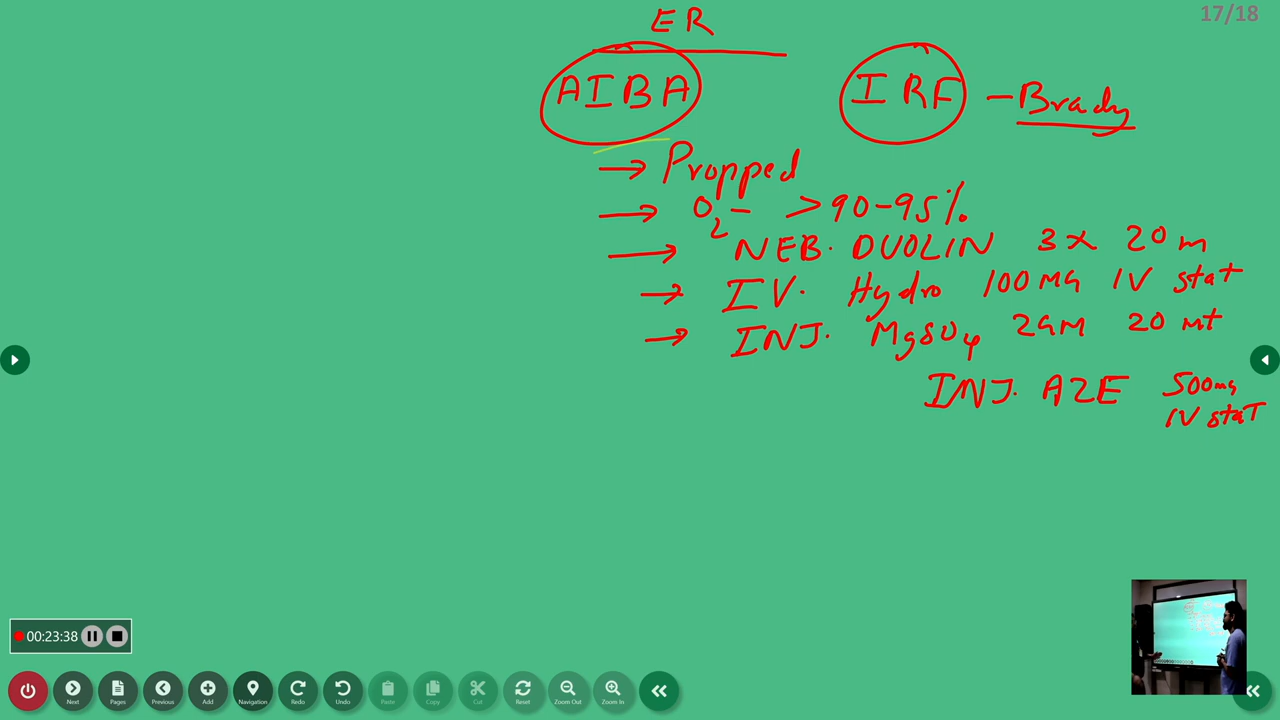 17/18
ER
AIBA IRF - Brady
→ Propped
→ O₂ - >90-95%
→ NEB. DUOLIN 3 x 20 m
→ IV. Hydro 100MG IV stat
→ INJ. MgSO4 2GM 20 mt
INJ. AZE 500mg
IV staT
00:23:38
Next Pages Previous Add Navigation Redo Undo Paste Copy Cut Reset Zoom Out Zoom In